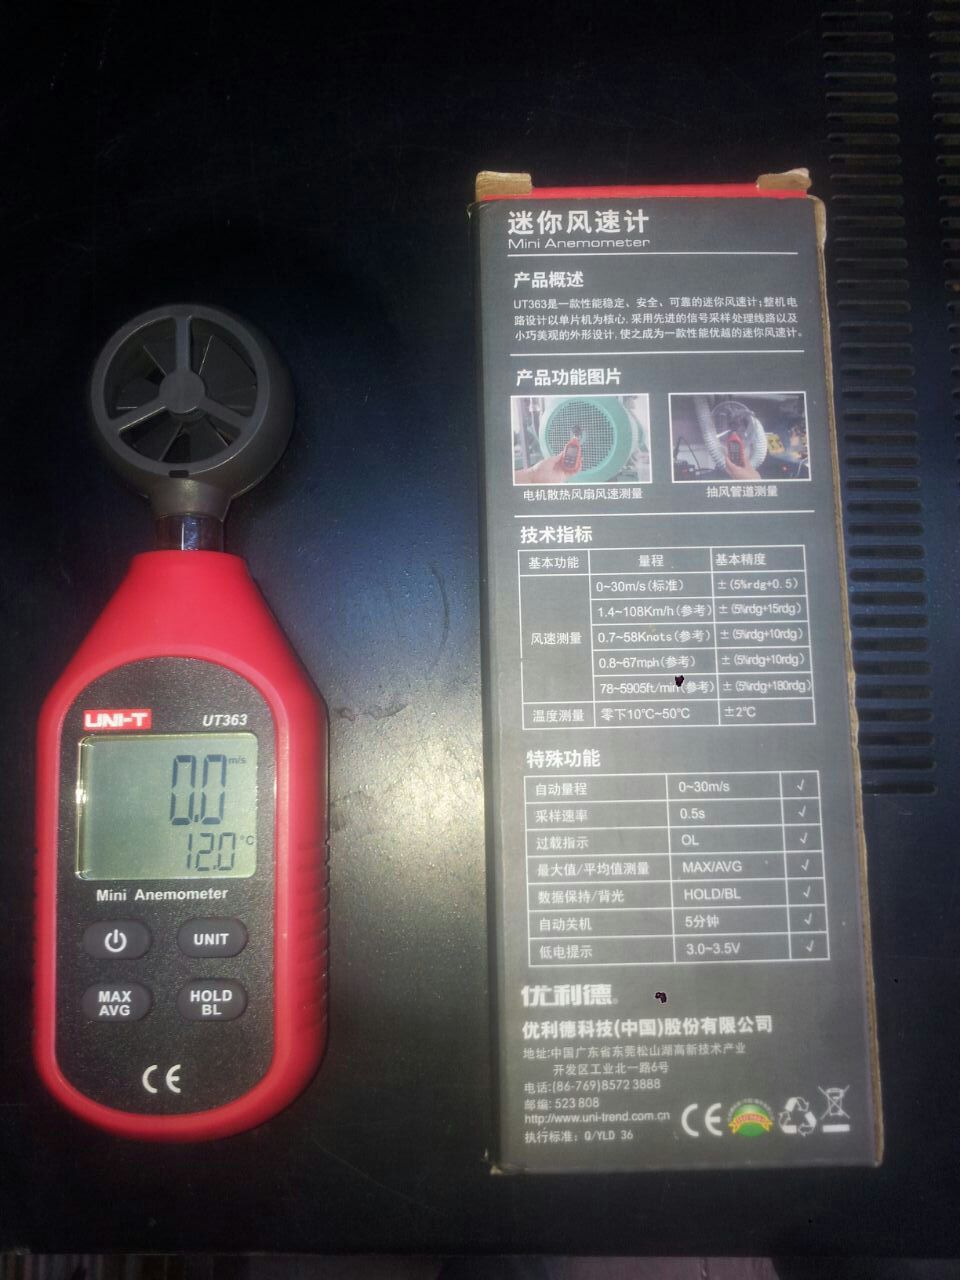 UNI-T
UT363
0.0 m/s
12.0 °C
Mini Anemometer
UNIT
MAX
AVG
HOLD
BL
CE
迷你风速计
Mini Anemometer
产品概述
UT363是一款性能稳定、安全、可靠的迷你风速计;整机电
路设计以单片机为核心,采用先进的信号采样处理线路以及
小巧美观的外形设计,使之成为一款性能优越的迷你风速计。
产品功能图片
电机散热风扇风速测量 抽风管道测量
技术指标
基本功能 量程 基本精度
风速测量
0~30m/s(标准) ±(5%rdg+0.5)
1.4~108Km/h(参考) ±(5%rdg+15rdg)
0.7~58Knots(参考) ±(5%rdg+10rdg)
0.8~67mph(参考) ±(5%rdg+10rdg)
78~5905ft/min(参考) ±(5%rdg+180rdg)
温度测量 零下10℃~50℃ ±2℃
特殊功能
自动量程 0~30m/s √
采样速率 0.5s √
过载指示 OL √
最大值/平均值测量 MAX/AVG √
数据保持/背光 HOLD/BL √
自动关机 5分钟 √
低电提示 3.0~3.5V √
优利德®
优利德科技(中国)股份有限公司
地址:中国广东省东莞松山湖高新技术产业
开发区工业北一路6号
电话:(86-769)8572 3888
邮编: 523 808
http://www.uni-trend.com.cn
执行标准: Q/YLD 36
CE